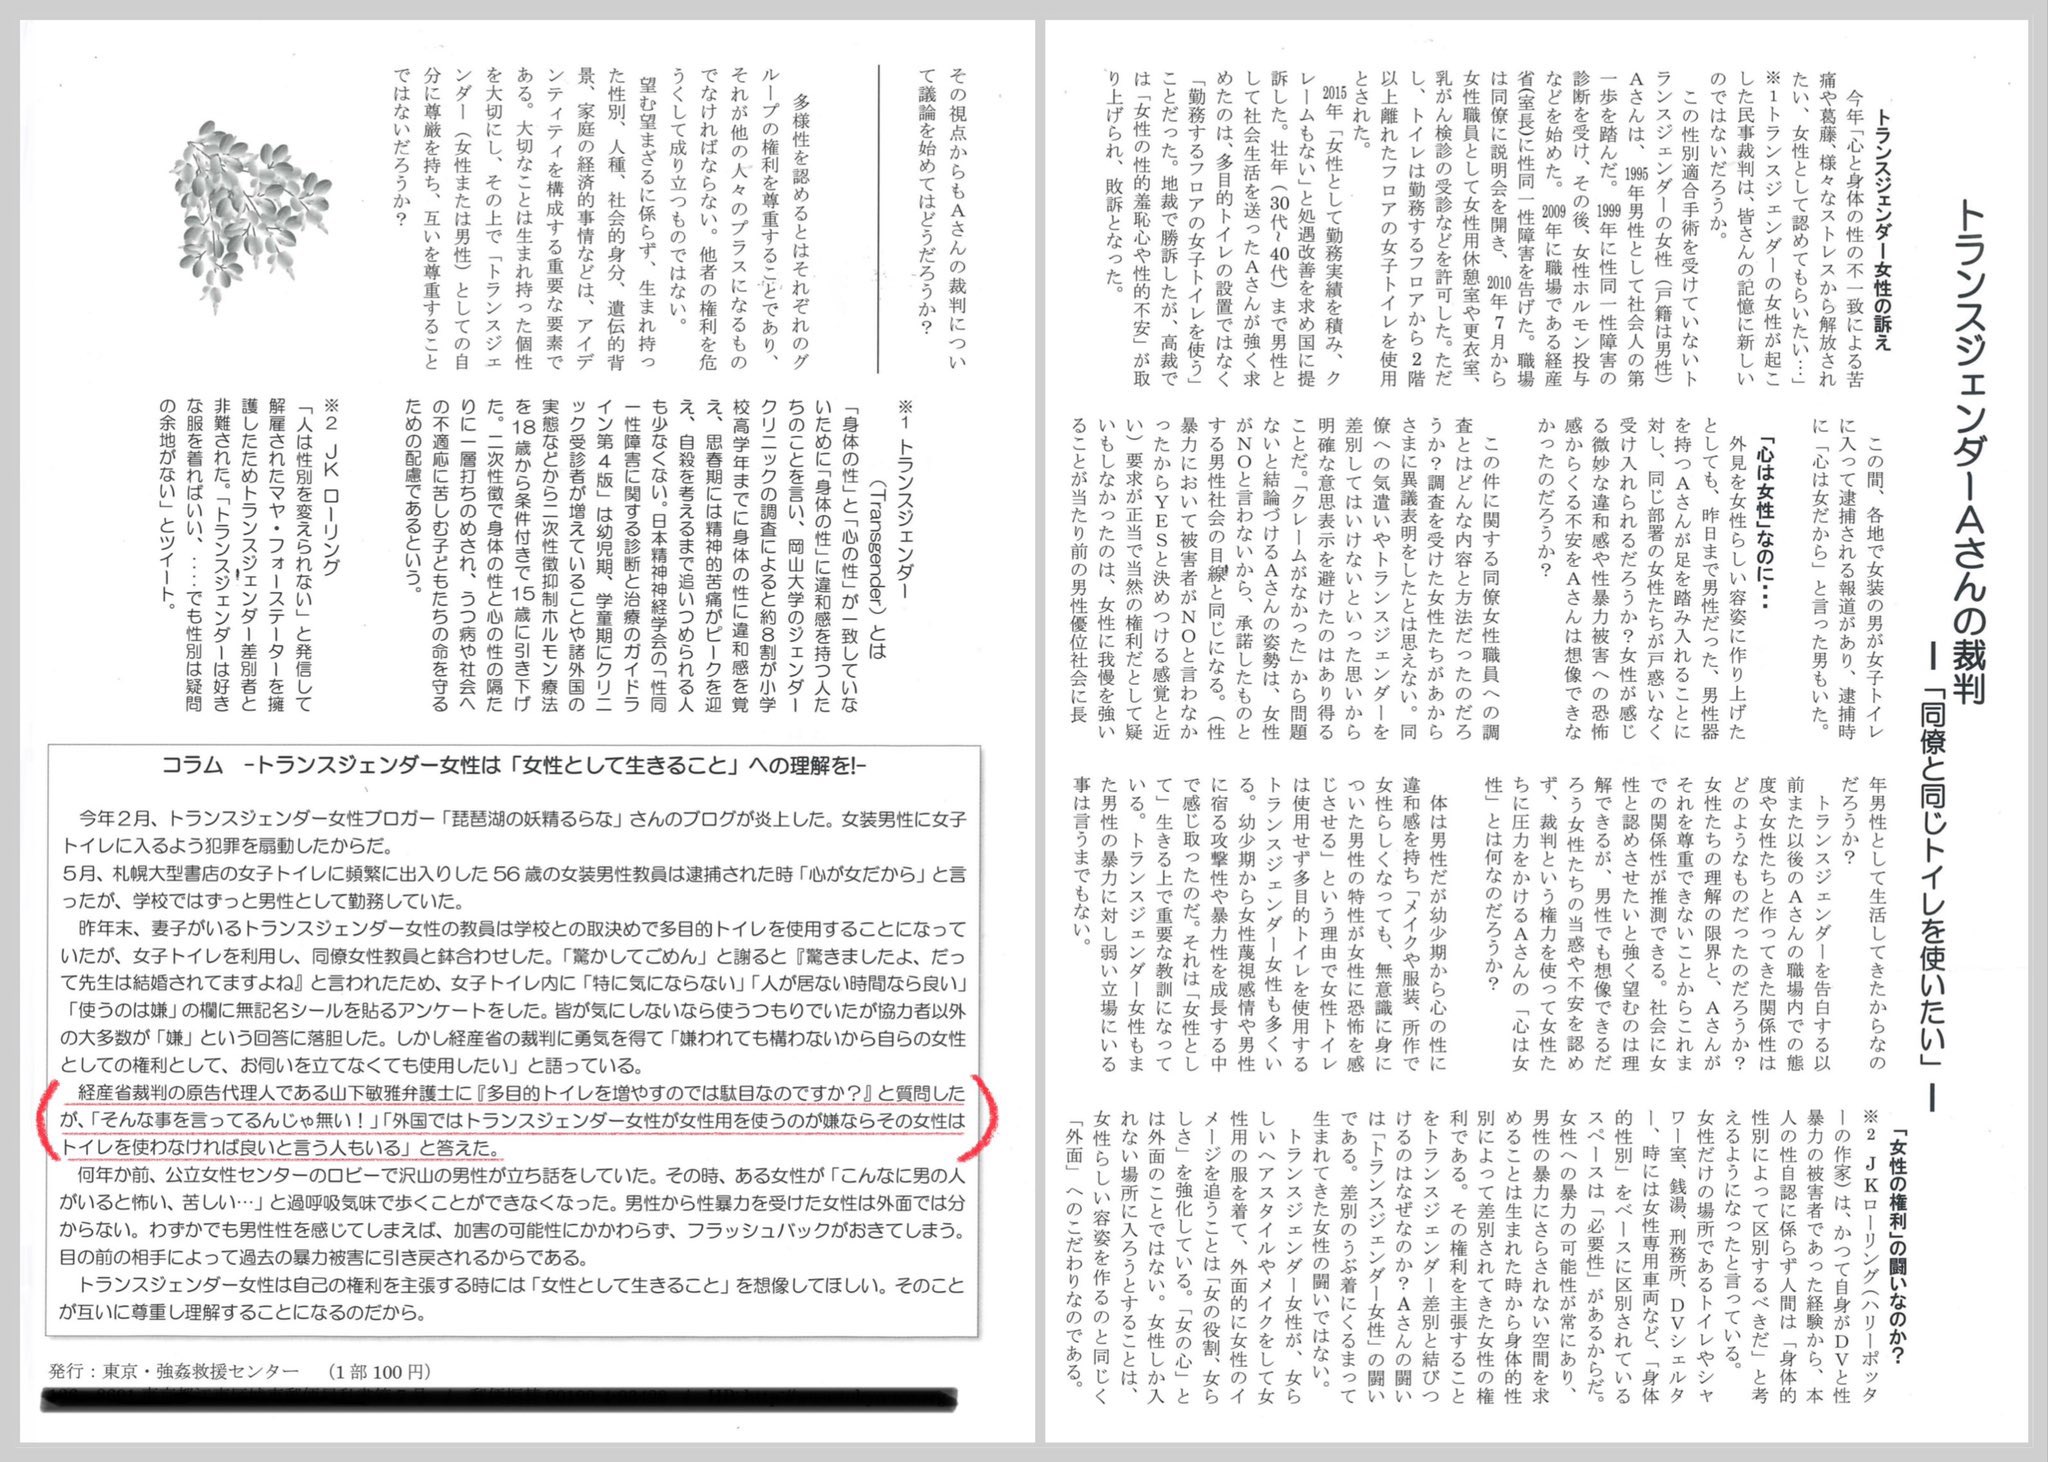 トランスジェンダーAさんの裁判
ー「同僚と同じトイレを使いたい」ー
トランスジェンダー女性の訴え
今年「心と身体の性の不一致による苦
痛や葛藤、様々なストレスから解放され
たい、女性として認めてもらいたい…」
※1トランスジェンダーの女性が起こ
した民事裁判は、皆さんの記憶に新しい
のではないだろうか。
この性別適合手術を受けていないト
ランスジェンダーの女性（戸籍は男性）
Aさんは、1995年男性として社会人の第
一歩を踏んだ。1999年に性同一性障害の
診断を受け、その後、女性ホルモン投与
などを始めた。2009年に職場である経産
省(室長)に性同一性障害を告げた。職場
は同僚に説明会を開き、2010年7月から
女性職員として女性用休憩室や更衣室、
乳がん検診の受診などを許可した。ただ
し、トイレは勤務するフロアから2階
以上離れたフロアの女子トイレを使用
とされた。
2015年「女性として勤務実績を積み、ク
レームもない」と処遇改善を求め国に提
訴した。壮年（30代~40代）まで男性と
して社会生活を送ったAさんが強く求
めたのは、多目的トイレの設置ではなく
「勤務するフロアの女子トイレを使う」
ことだった。地裁で勝訴したが、高裁で
は「女性の性的羞恥心や性的不安」が取
り上げられ、敗訴となった。
この間、各地で女装の男が女子トイレ
に入って逮捕される報道があり、逮捕時
に「心は女だから」と言った男もいた。
「心は女性」なのに・・・
外見を女性らしい容姿に作り上げた
としても、昨日まで男性だった、男性器
を持つAさんが足を踏み入れることに
対し、同じ部署の女性たちが戸惑いなく
受け入れられるだろうか？女性が感じ
る微妙な違和感や性暴力被害への恐怖
感からくる不安をAさんは想像できな
かったのだろうか？
この件に関する同僚女性職員への調
査とはどんな内容と方法だったのだろ
うか？調査を受けた女性たちがあから
さまに異議表明をしたとは思えない。同
僚への気遣いやトランスジェンダーを
差別してはいけないといった思いから
明確な意思表示を避けたのはあり得る
ことだ。「クレームがなかった」から問題
ないと結論づけるAさんの姿勢は、女性
がNOと言わないから、承諾したものと
する男性社会の目線と同じになる。（性
暴力において被害者がNOと言わなか
ったからYESと決めつける感覚と近
い）要求が正当で当然の権利だとして疑
いもしなかったのは、女性に我慢を強い
ることが当たり前の男性優位社会に長
年男性として生活してきたからなの
だろうか？
トランスジェンダーを告白する以
前また以後のAさんの職場内での態
度や女性たちと作ってきた関係性は
どのようなものだったのだろうか？
女性たちの理解の限界と、Aさんが
それを尊重できないことからこれま
での関係性が推測できる。社会に女
性と認めさせたいと強く望むのは理
解できるが、男性でも想像できるだ
ろう女性たちの当惑や不安を認め
ず、裁判という権力を使って女性た
ちに圧力をかけるAさんの「心は女
性」とは何なのだろうか？
体は男性だが幼少期から心の性に
違和感を持ち「メイクや服装、所作で
女性らしくなっても、無意識に身に
ついた男性の特性が女性に恐怖を感
じさせる」という理由で女性トイレ
は使用せず多目的トイレを使用する
トランスジェンダー女性も多くい
る。幼少期から女性蔑視感情や男性
に宿る攻撃性や暴力性を成長する中
で感じ取ったのだ。それは「女性とし
て」生きる上で重要な教訓になって
いる。トランスジェンダー女性もま
た男性の暴力に対し弱い立場にいる
事は言うまでもない。
「女性の権利」の闘いなのか？
※2 JKローリング（ハリーポッタ
ーの作家）は、かつて自身がDVと性
暴力の被害者であった経験から、本
人の性自認に係らず人間は「身体的
性別によって区別するべきだ」と考
えるようになったと言っている。
女性だけの場所であるトイレやシャ
ワー室、銭湯、刑務所、DVシェルタ
ー、時には女性専用車両など、「身体
的性別」をベースに区別されている
スペースは「必要性」があるからだ。
女性への暴力の可能性が常にあり、
男性の暴力にさらされない空間を求
めることは生まれた時から身体的性
別によって差別されてきた女性の権
利である。その権利を主張すること
をトランスジェンダー差別と結びつ
けるのはなぜなのか？Aさんの闘い
は「トランスジェンダー女性」の闘い
である。差別のうぶ着にくるまって
生まれてきた女性の闘いではない。
トランスジェンダー女性が、女ら
しいヘアスタイルやメイクをして女
性用の服を着て、外面的に女性のイ
メージを追うことは「女の役割、女ら
しさ」を強化している。「女の心」と
は外面のことではない。女性しか入
れない場所に入ろうとすることは、
女性らしい容姿を作るのと同じく
「外面」へのこだわりなのである。
その視点からもAさんの裁判につい
て議論を始めてはどうだろうか？
多様性を認めるとはそれぞれのグ
ループの権利を尊重することであり、
それが他の人々のプラスになるもの
でなければならない。他者の権利を危
うくして成り立つものではない。
望む望まざるに係らず、生まれ持っ
た性別、人種、社会的身分、遺伝的背
景、家庭の経済的事情などは、アイデ
ンティティを構成する重要な要素で
ある。大切なことは生まれ持った個性
を大切にし、その上で「トランスジェ
ンダー（女性または男性）としての自
分に尊厳を持ち、互いを尊重すること
ではないだろうか？
※1 トランスジェンダー
（Transgender）とは
「身体の性」と「心の性」が一致していな
いために「身体の性」に違和感を持つ人た
ちのことを言い、岡山大学のジェンダー
クリニックの調査によると約8割が小学
校高学年までに身体の性に違和感を覚
え、思春期には精神的苦痛がピークを迎
え、自殺を考えるまで追いつめられる人
も少なくない。日本精神神経学会の「性同
一性障害に関する診断と治療のガイドラ
イン第4版」は幼児期、学童期にクリニ
ック受診者が増えていることや諸外国の
実態などから二次性徴抑制ホルモン療法
を18歳から条件付きで15歳に引き下げ
た。二次性徴で身体の性と心の性の隔た
りに一層打ちのめされ、うつ病や社会へ
の不適応に苦しむ子どもたちの命を守る
ための配慮であるという。
※2 JK ローリング
「人は性別を変えられない」と発信して
解雇されたマヤ・フォーステーターを擁
護したためトランスジェンダー差別者と
非難された。「トランスジェンダーは好き
な服を着ればいい、‥‥でも性別は疑問
の余地がない」とツイート。
コラム -トランスジェンダー女性は「女性として生きること」への理解を!-
今年2月、トランスジェンダー女性ブロガー「琵琶湖の妖精るらな」さんのブログが炎上した。女装男性に女子
トイレに入るよう犯罪を扇動したからだ。
5月、札幌大型書店の女子トイレに頻繁に出入りした56歳の女装男性教員は逮捕された時「心が女だから」と言
ったが、学校ではずっと男性として勤務していた。
昨年末、妻子がいるトランスジェンダー女性の教員は学校との取決めで多目的トイレを使用することになって
いたが、女子トイレを利用し、同僚女性教員と鉢合わせした。「驚かしてごめん」と謝ると『驚きましたよ、だっ
て先生は結婚されてますよね』と言われたため、女子トイレ内に「特に気にならない」「人が居ない時間なら良い」
「使うのは嫌」の欄に無記名シールを貼るアンケートをした。皆が気にしないなら使うつもりでいたが協力者以外
の大多数が「嫌」という回答に落胆した。しかし経産省の裁判に勇気を得て「嫌われても構わないから自らの女性
としての権利として、お伺いを立てなくても使用したい」と語っている。
経産省裁判の原告代理人である山下敏雅弁護士に『多目的トイレを増やすのでは駄目なのですか？』と質問した
が、「そんな事を言ってるんじゃ無い！」「外国ではトランスジェンダー女性が女性用を使うのが嫌ならその女性は
トイレを使わなければ良いと言う人もいる」と答えた。
何年か前、公立女性センターのロビーで沢山の男性が立ち話をしていた。その時、ある女性が「こんなに男の人
がいると怖い、苦しい…」と過呼吸気味で歩くことができなくなった。男性から性暴力を受けた女性は外面では分
からない。わずかでも男性性を感じてしまえば、加害の可能性にかかわらず、フラッシュバックがおきてしまう。
目の前の相手によって過去の暴力被害に引き戻されるからである。
トランスジェンダー女性は自己の権利を主張する時には「女性として生きること」を想像してほしい。そのこと
が互いに尊重し理解することになるのだから。
発行：東京・強姦救援センター （1部100円）